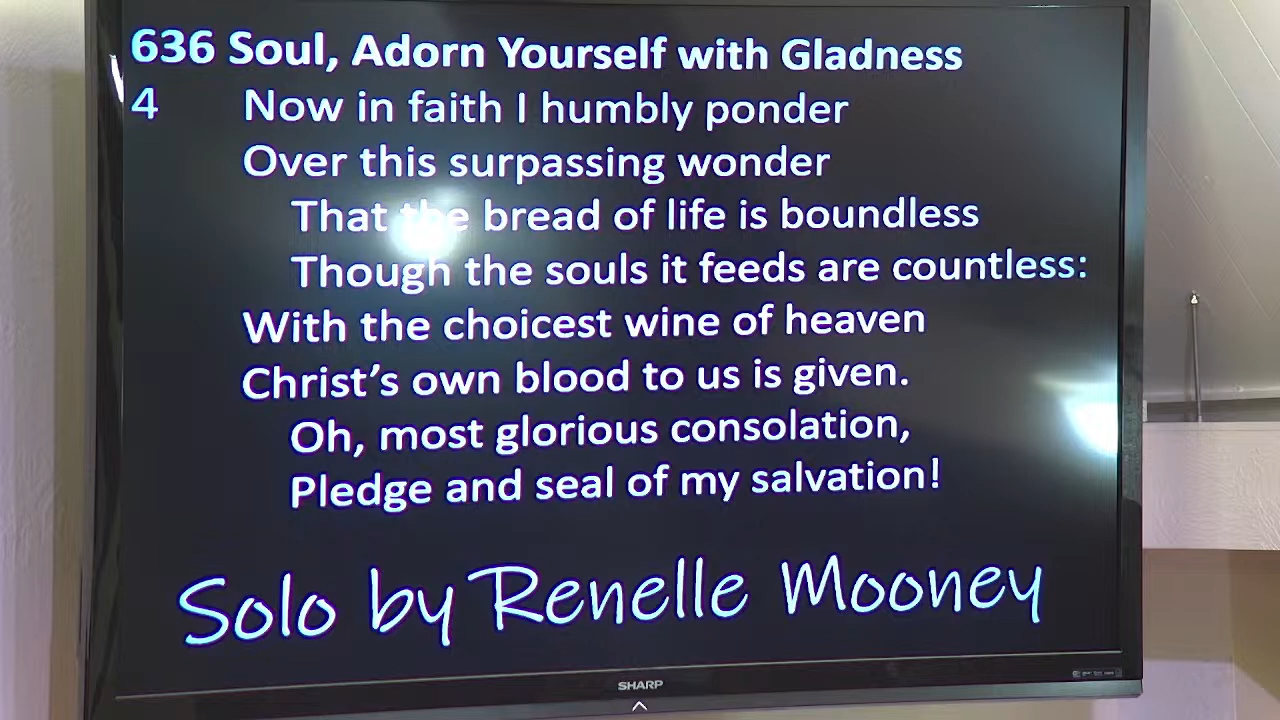 636 Soul, Adorn Yourself with Gladness
4 Now in faith I humbly ponder
Over this surpassing wonder
That the bread of life is boundless
Though the souls it feeds are countless:
With the choicest wine of heaven
Christ's own blood to us is given.
Oh, most glorious consolation,
Pledge and seal of my salvation!
Solo by Renelle Mooney
SHARP